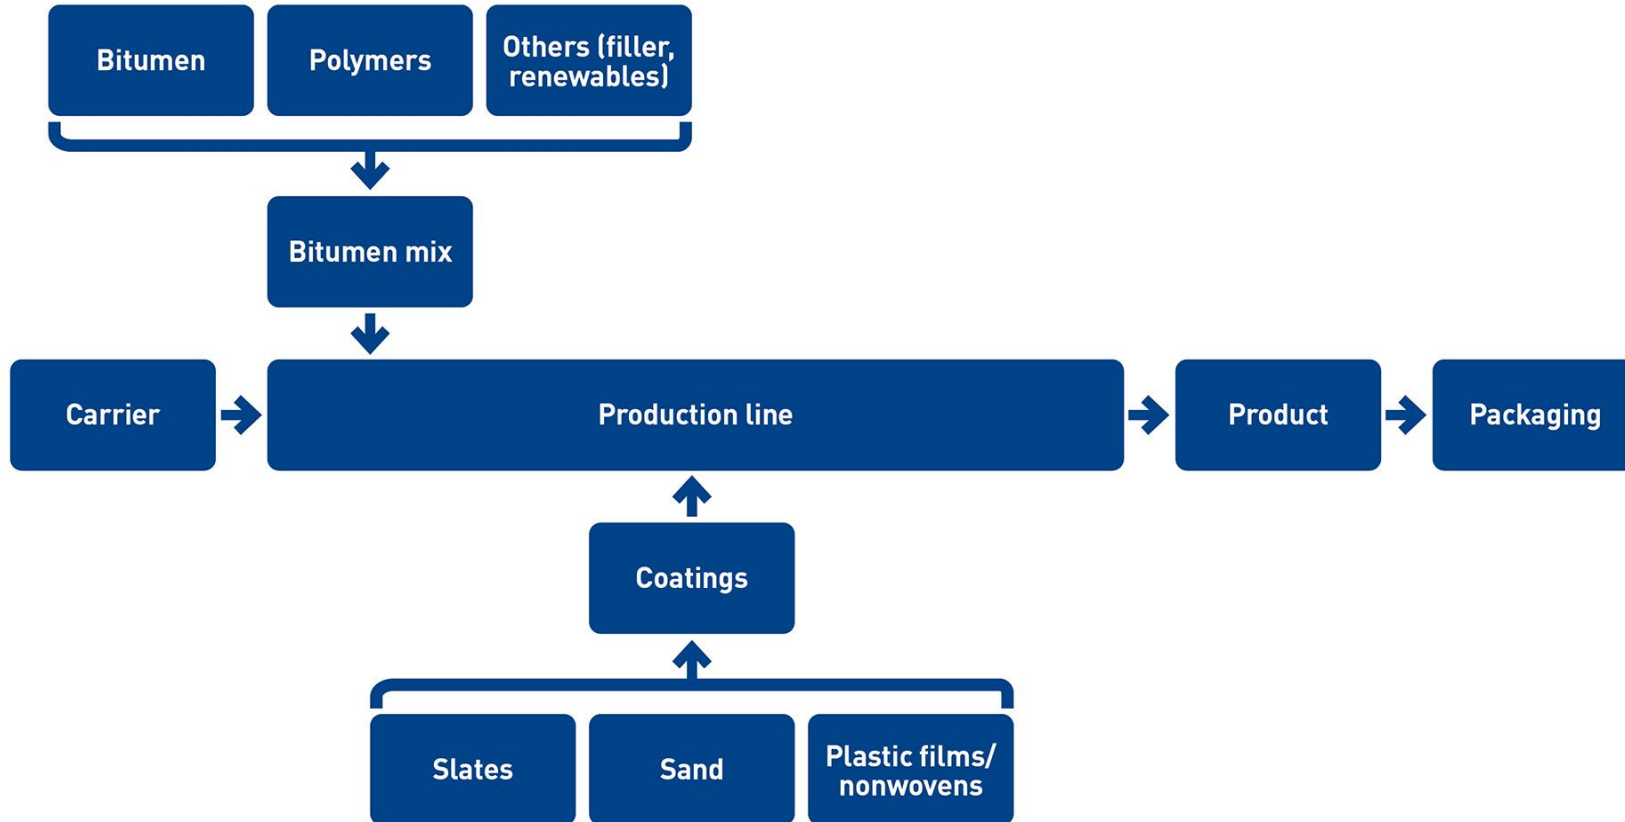 Bitumen
Polymers
Others (filler,
renewables)
Bitumen mix
Carrier
Production line
Product
Packaging
Coatings
Slates
Sand
Plastic films/
nonwovens